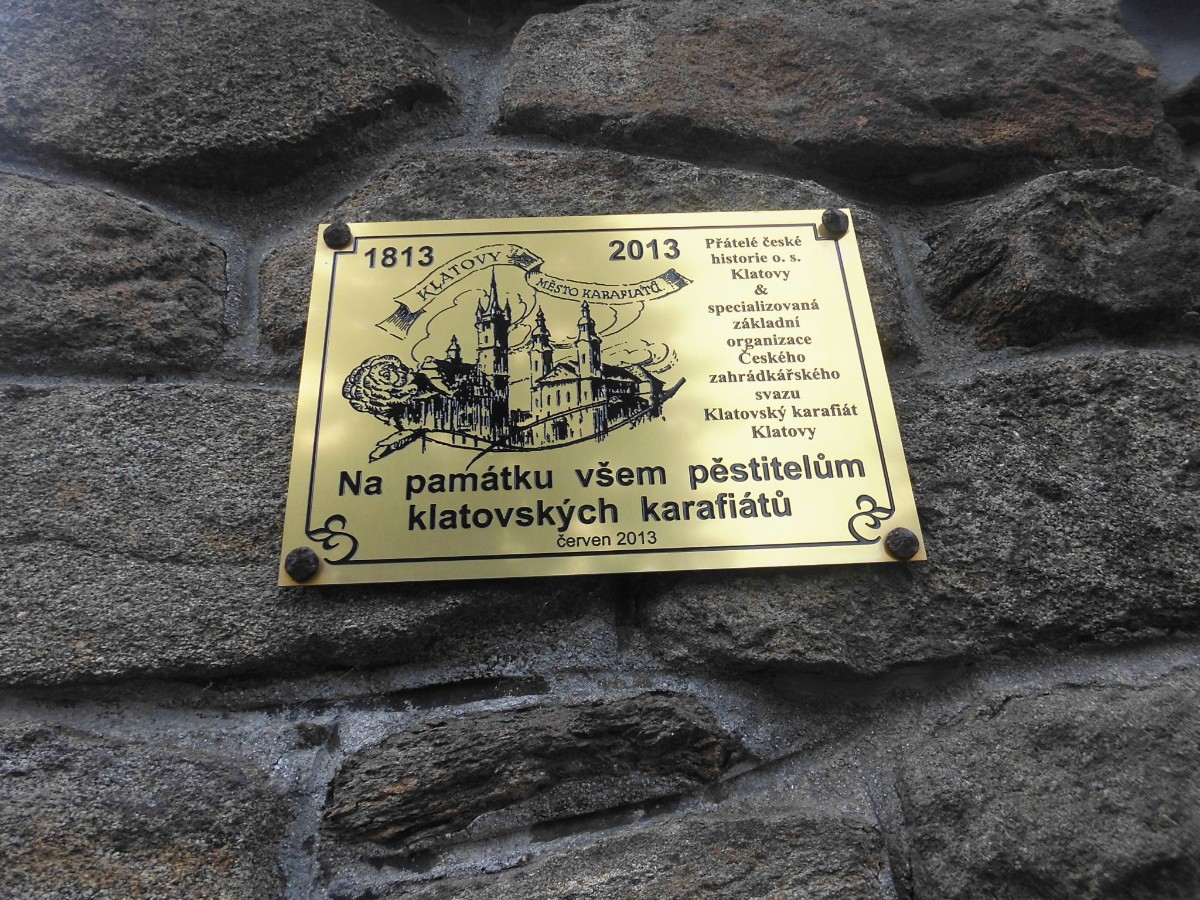 1813
2013
KLATOVY
MĚSTO KARAFIÁTŮ
Přátelé české
historie o. s.
Klatovy
&
specializovaná
základní
organizace
Českého
zahrádkářského
svazu
Klatovský karafiát
Klatovy
Na památku všem pěstitelům
klatovských karafiátů
červen 2013